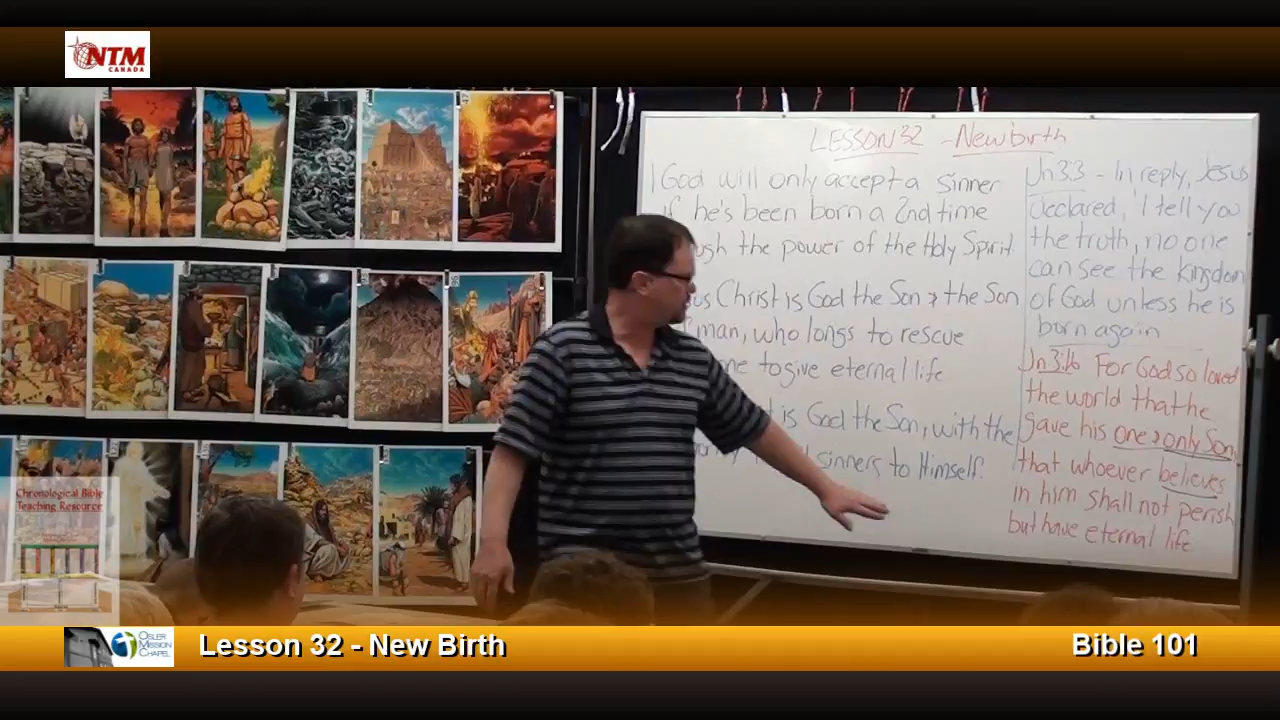 NTM
CANADA
LESSON 32 - New birth
1 God will only accept a sinner
if he's been born a 2nd time
the power of the Holy Spirit
Christ is God the Son & the Son
man, who longs to rescue
to give eternal life
is God the Son, with the
sinners to Himself.
Jn 3:3 - In reply, Jesus
declared, 'I tell you
the truth, no one
can see the kingdom
of God unless he is
born again
Jn 3:16 For God so loved
the world that he
gave his one & only Son,
that whoever believes
in him shall not perish
but have eternal life
Chronological Bible
Teaching Resource
OSLER
MISSION
CHAPEL
Lesson 32 - New Birth
Bible 101